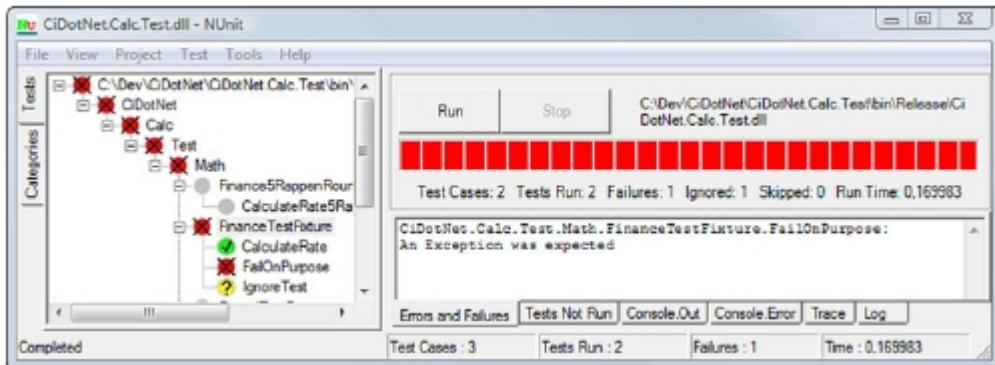 CiDotNet.Calc.Test.dll - NUnit
File View Project Test Tools Help
Tests
Categories
C:\Dev\CiDotNet\CiDotNet.Calc.Test\bin\
CiDotNet
Calc
Test
Math
Finance5RappenRour
CalculateRate5Ra
FinanceTestFixture
CalculateRate
FailOnPurpose
IgnoreTest
Run
Stop
C:\Dev\CiDotNet\CiDotNet.Calc.Test\bin\Release\Ci
DotNet.Calc.Test.dll
Test Cases: 2 Tests Run: 2 Failures: 1 Ignored: 1 Skipped: 0 Run Time: 0,169983
CiDotNet.Calc.Test.Math.FinanceTestFixture.FailOnPurpose:
An Exception was expected
Errors and Failures Tests Not Run Console.Out Console.Error Trace Log
Completed
Test Cases : 3 Tests Run : 2 Failures : 1 Time : 0.169983